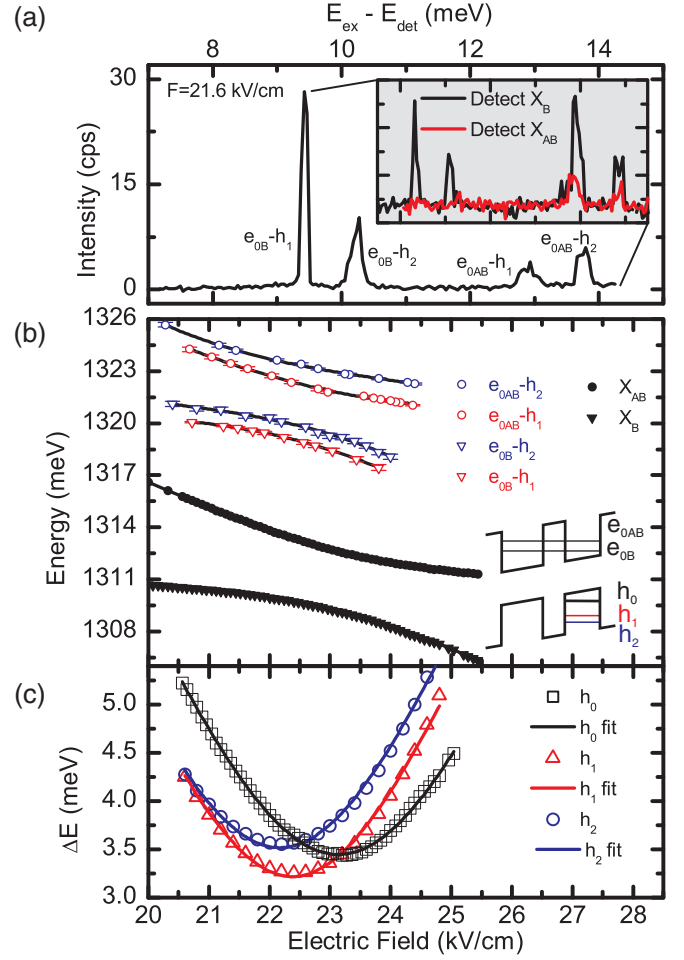 (a)
E_ex - E_det (meV)
8 10 12 14
F=21.6 kV/cm
Detect X_B
Detect X_AB
Intensity (cps)
30
15
0
e_0B-h_1
e_0B-h_2
e_0AB-h_1
e_0AB-h_2
(b)
Energy (meV)
1326
1323
1320
1317
1314
1311
1308
e_0AB-h_2
e_0AB-h_1
e_0B-h_2
e_0B-h_1
X_AB
X_B
e_0AB
e_0B
h_0
h_1
h_2
(c)
ΔE (meV)
5.0
4.5
4.0
3.5
3.0
h_0
h_0 fit
h_1
h_1 fit
h_2
h_2 fit
20 21 22 23 24 25 26 27 28
Electric Field (kV/cm)